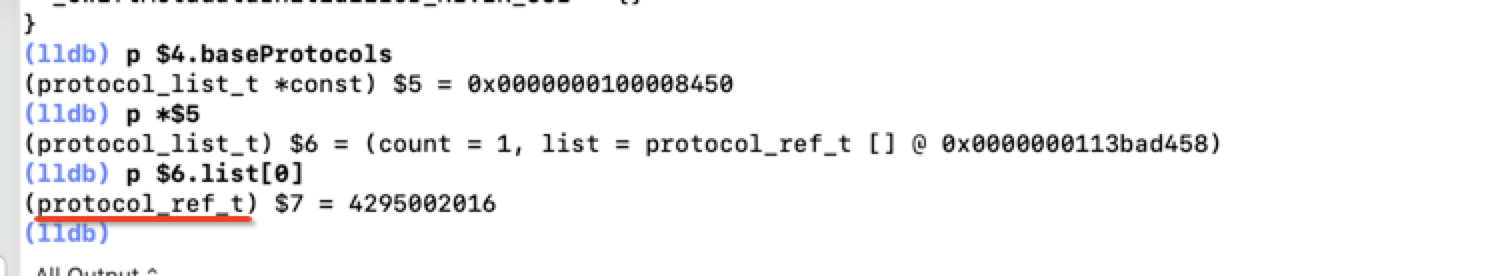 }
(lldb) p $4.baseProtocols
(protocol_list_t *const) $5 = 0x0000000100008450
(lldb) p *$5
(protocol_list_t) $6 = (count = 1, list = protocol_ref_t [] @ 0x0000000113bad458)
(lldb) p $6.list[0]
(protocol_ref_t) $7 = 4295002016
(lldb)
All Output